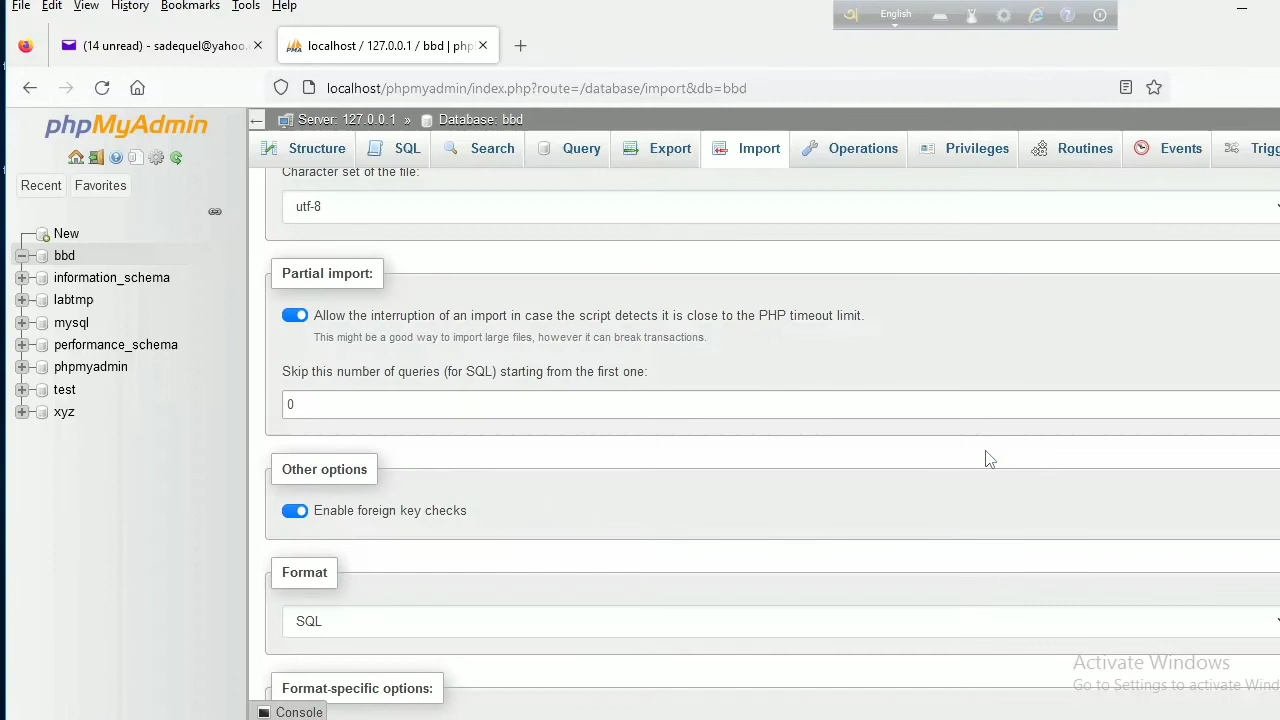 File Edit View History Bookmarks Tools Help
English
(14 unread) - sadequel@yahoo.
localhost / 127.0.0.1 / bbd | php
localhost/phpmyadmin/index.php?route=/database/import&db=bbd
phpMyAdmin
Recent Favorites
New
bbd
information_schema
labtmp
mysql
performance_schema
phpmyadmin
test
xyz
Server: 127.0.0.1 » Database: bbd
Structure SQL Search Query Export Import Operations Privileges Routines Events Trigg
Character set of the file:
utf-8
Partial import:
Allow the interruption of an import in case the script detects it is close to the PHP timeout limit.
This might be a good way to import large files, however it can break transactions.
Skip this number of queries (for SQL) starting from the first one:
0
Other options
Enable foreign key checks
Format
SQL
Format-specific options:
Console
Activate Windows
Go to Settings to activate Wind